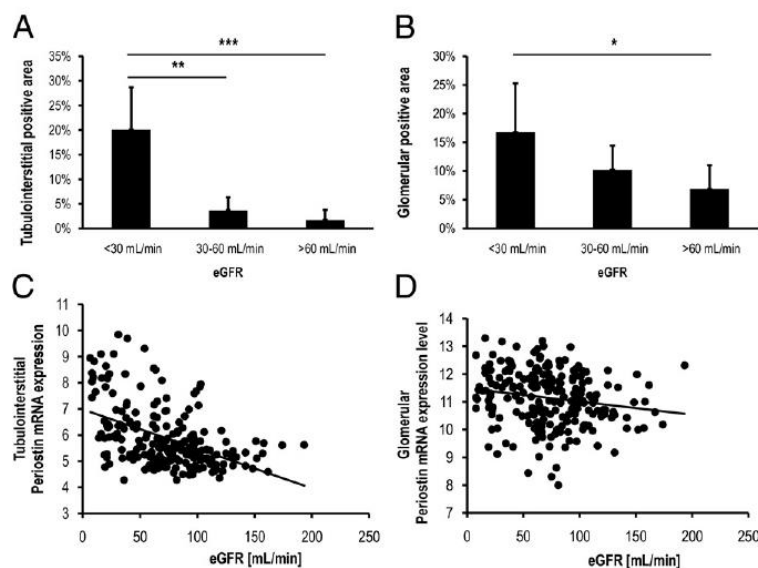 A
Tubulointerstitial positive area
35%
30%
25%
20%
15%
10%
5%
0%
***
**
<30 mL/min 30-60 mL/min >60 mL/min
eGFR
B
Glomerular positive area
30%
25%
20%
15%
10%
5%
0%
*
<30 mL/min 30-60 mL/min >60 mL/min
eGFR
C
Tubulointerstitial
Periostin mRNA expression
11
10
9
8
7
6
5
4
3
0 50 100 150 200 250
eGFR [mL/min]
D
Glomerular
Periostin mRNA expression level
14
13
12
11
10
9
8
7
6
0 50 100 150 200 250
eGFR [mL/min]